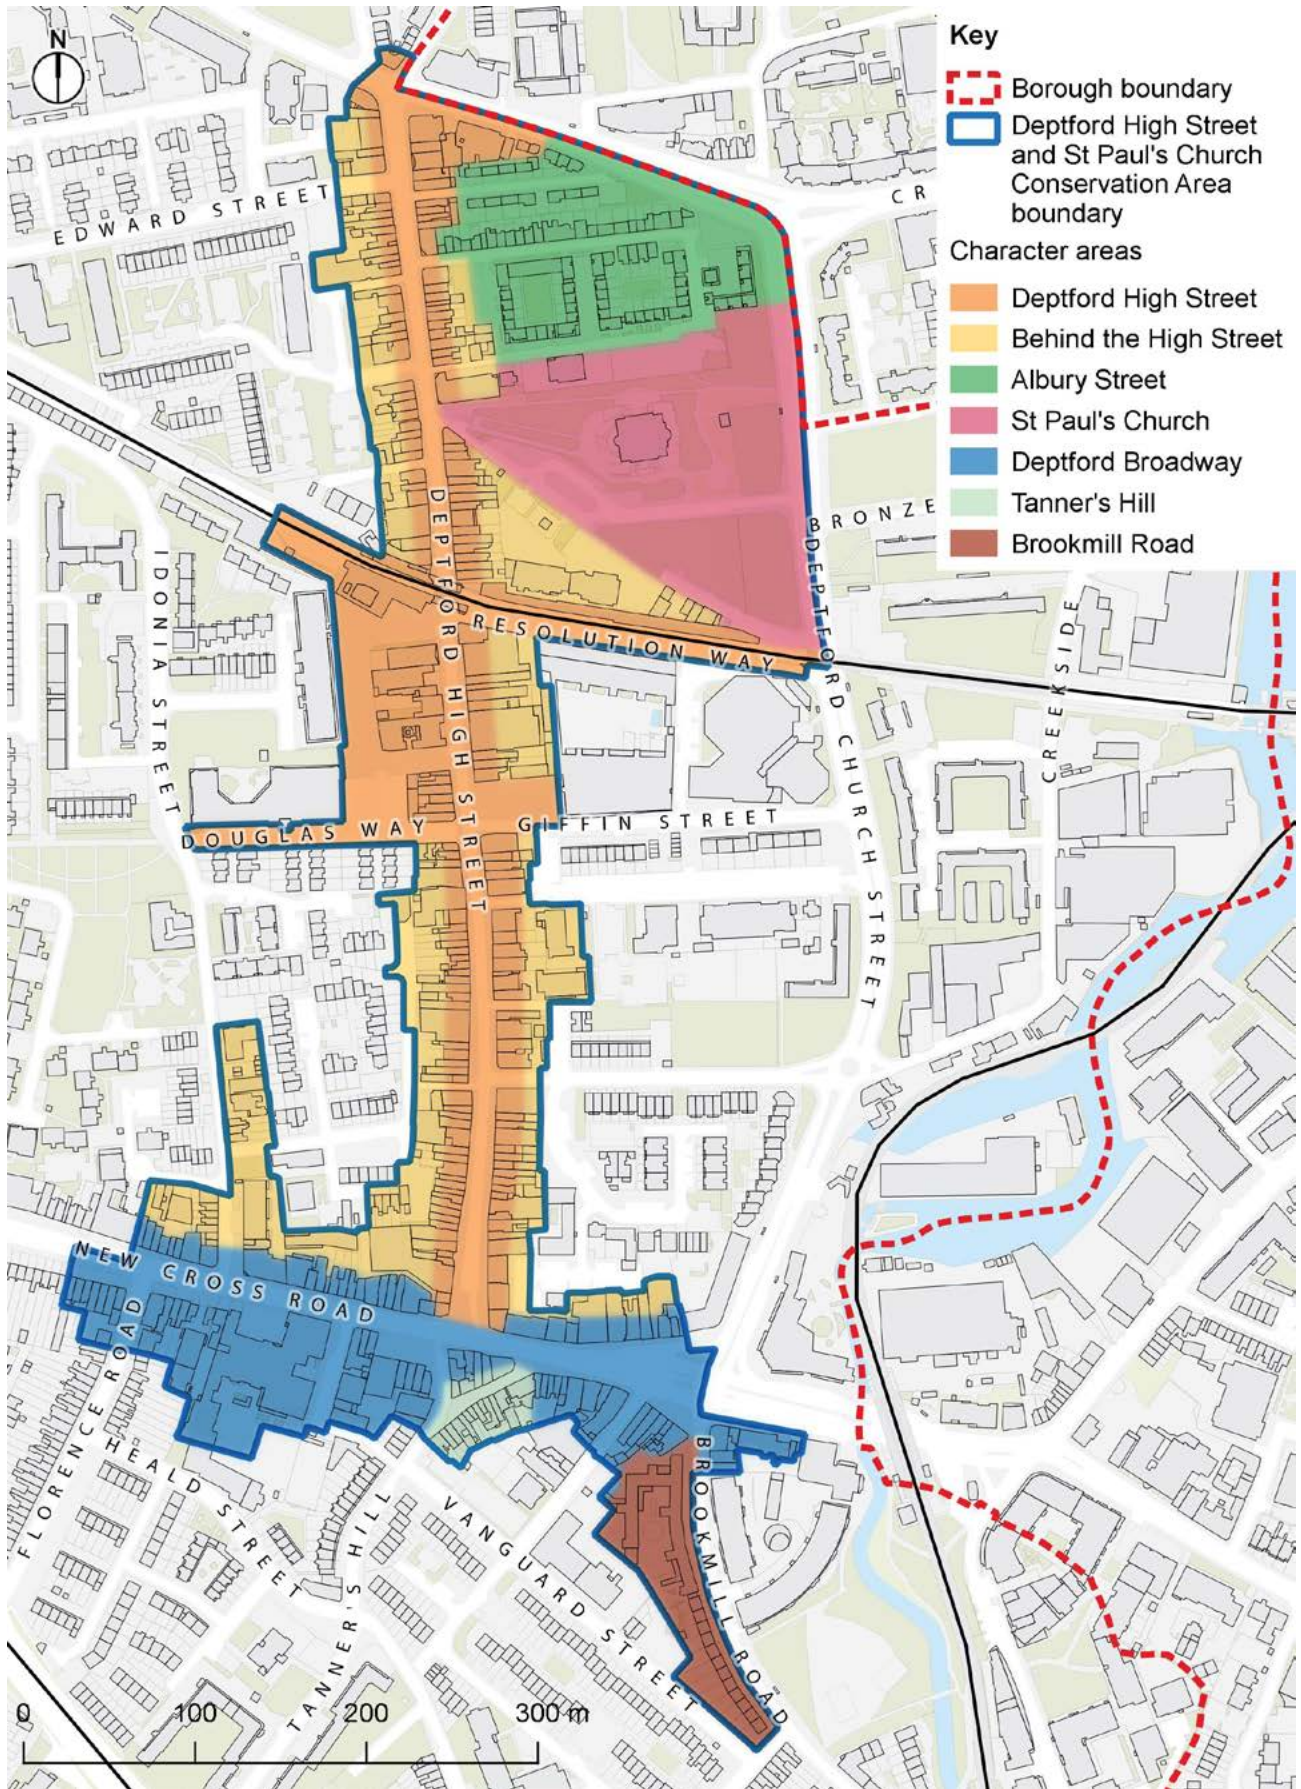 N
Key
Borough boundary
Deptford High Street
and St Paul's Church
Conservation Area
boundary
Character areas
Deptford High Street
Behind the High Street
Albury Street
St Paul's Church
Deptford Broadway
Tanner's Hill
Brookmill Road
EDWARD STREET
CR
BRONZE
DEPTFORD HIGH STREET
IDONIA STREET
RESOLUTION WAY
DEPTFORD CHURCH STREET
CREEKSIDE
DOUGLAS WAY
GIFFIN STREET
NEW CROSS ROAD
FLORENCE ROAD
HEALD STREET
TANNER'S HILL
VANGUARD STREET
BROOKMILL ROAD
0 100 200 300 m